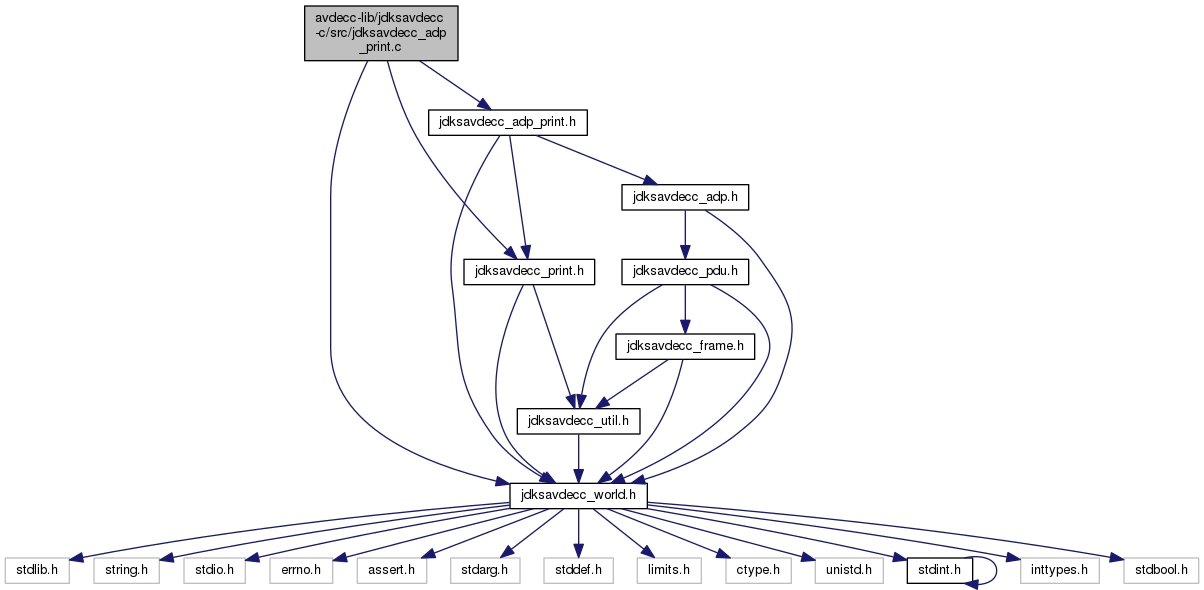 avdecc-lib/jdksavdecc
-c/src/jdksavdecc_adp
_print.c
jdksavdecc_adp_print.h
jdksavdecc_adp.h
jdksavdecc_print.h
jdksavdecc_pdu.h
jdksavdecc_frame.h
jdksavdecc_util.h
jdksavdecc_world.h
stdlib.h
string.h
stdio.h
errno.h
assert.h
stdarg.h
stddef.h
limits.h
ctype.h
unistd.h
stdint.h
inttypes.h
stdbool.h